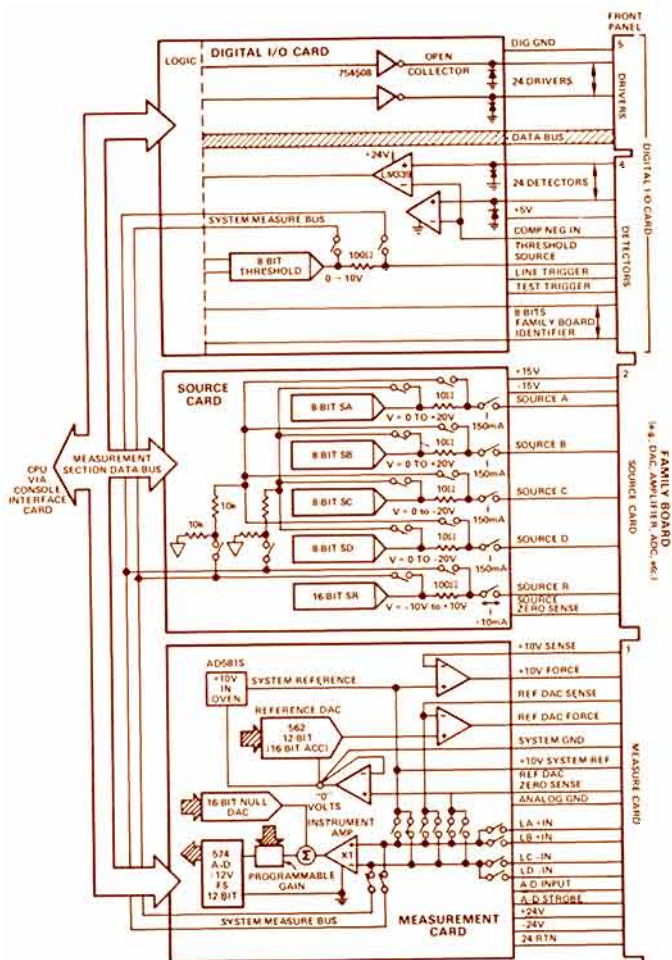 FRONT PANEL
DIGITAL I/O CARD
LOGIC
75450B
OPEN COLLECTOR
DIG GND
5
24 DRIVERS
DRIVERS
DATA BUS
+24V
LM339
4
24 DETECTORS
+5V
COMP NEG IN
THRESHOLD SOURCE
LINE TRIGGER
TEST TRIGGER
8 BITS FAMILY BOARD IDENTIFIER
DETECTORS
DIGITAL I/O CARD
SYSTEM MEASURE BUS
8 BIT THRESHOLD
100Ω
0 → 10V
SOURCE CARD
2
+15V
-15V
8-BIT SA
10Ω
V = 0 TO +20V
150mA
SOURCE A
8-BIT SB
10Ω
V = 0 TO +20V
150mA
SOURCE B
8-BIT SC
10Ω
V = 0 to -20V
150mA
SOURCE C
8-BIT SD
10Ω
V = 0 TO -20V
150mA
SOURCE D
16-BIT SR
100Ω
V = -10V to +10V
10mA
SOURCE R
SOURCE ZERO SENSE
10k
10k
SOURCE CARD
FAMILY BOARD
(e.g., DAC, AMPLIFIER, ADC, etc.)
CPU VIA CONSOLE INTERFACE CARD
MEASUREMENT SECTION DATA BUS
1
+10V SENSE
+10V FORCE
REF DAC SENSE
REF DAC FORCE
SYSTEM GND
+10V SYSTEM REF
REF DAC ZERO SENSE
ANALOG GND
LA +IN
LB +IN
LC -IN
LD -IN
A-D INPUT
A-D STROBE
+24V
-24V
24 RTN
MEASURE CARD
AD581S
+10V IN OVEN
SYSTEM REFERENCE
REFERENCE DAC
562 12-BIT (16 BIT ACC)
"0" VOLTS
16-BIT NULL DAC
INSTRUMENT AMP
Σ
X1
574 A-D ±12V FS 12-BIT
PROGRAMMABLE GAIN
SYSTEM MEASURE BUS
MEASUREMENT CARD